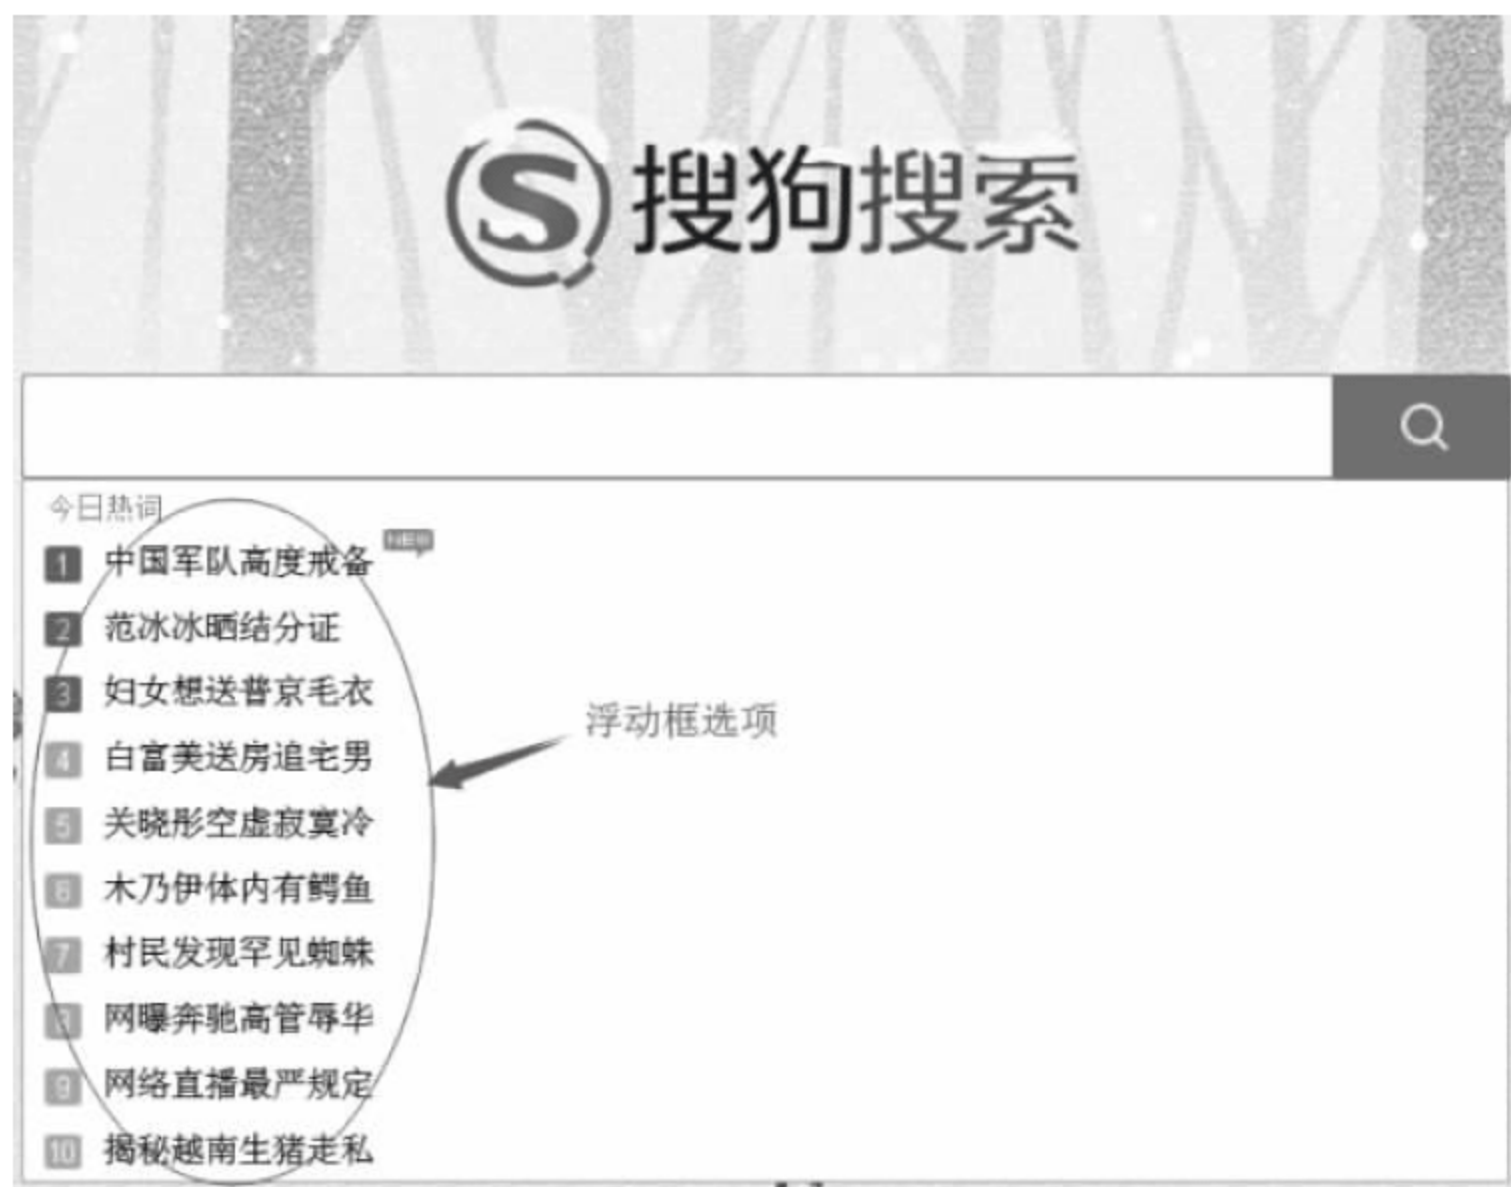 搜狗搜索
今日热词
1 中国军队高度戒备 NEW
2 范冰冰晒结分证
3 妇女想送普京毛衣
浮动框选项
4 白富美送房追宅男
5 关晓彤空虚寂寞冷
6 木乃伊体内有鳄鱼
7 村民发现罕见蜘蛛
8 网曝奔驰高管辱华
9 网络直播最严规定
10 揭秘越南生猪走私